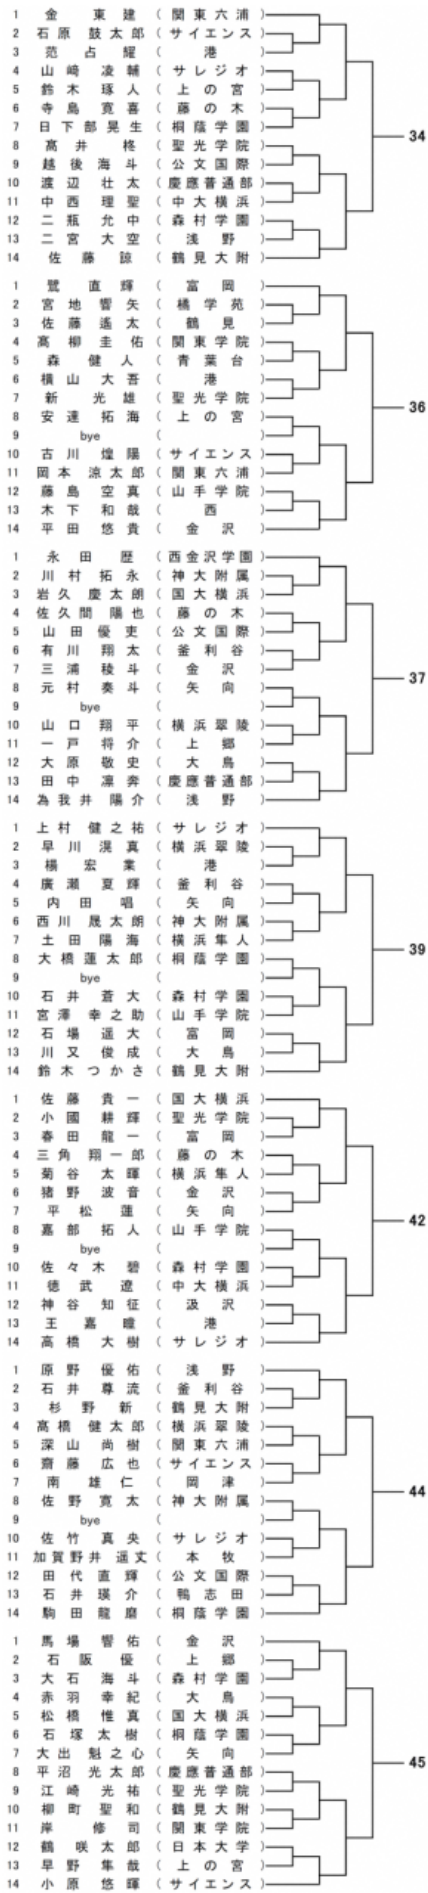 1 金 東建 (関東六浦)
2 石原 鼓太郎 (サイエンス)
3 范 占耀 (港)
4 山﨑 凌輔 (サレジオ)
5 鈴木 琢人 (上の宮)
6 寺島 寛喜 (藤の木)
7 日下部 晃生 (桐蔭学園)
8 髙井 柊 (聖光学院)
9 越後 海斗 (公文国際)
10 渡辺 壮太 (慶應普通部)
11 中西 理聖 (中大横浜)
12 二瓶 允中 (森村学園)
13 二宮 大空 (浅野)
14 佐藤 諒 (鶴見大附)
34
1 鷺 直輝 (富岡)
2 宮地 響矢 (橘学苑)
3 佐藤 遙太 (鶴見)
4 髙柳 圭佑 (関東学院)
5 森 健人 (青葉台)
6 横山 大吾 (港)
7 新 光雄 (聖光学院)
8 安達 拓海 (上の宮)
9 bye ( )
10 古川 煌陽 (サイエンス)
11 岡本 涼太郎 (関東六浦)
12 藤島 空真 (山手学院)
13 木下 和哉 (西)
14 平田 悠貴 (金沢)
36
1 永田 歴 (西金沢学園)
2 川村 拓永 (神大附属)
3 岩久 慶太朗 (国大横浜)
4 佐久間 陽也 (藤の木)
5 山田 優吏 (公文国際)
6 有川 翔太 (釜利谷)
7 三浦 稜斗 (金沢)
8 元村 奏斗 (矢向)
9 bye ( )
10 山口 翔平 (横浜翠陵)
11 一戸 将介 (上郷)
12 大原 敬史 (大鳥)
13 田中 凛奔 (慶應普通部)
14 為我井 陽介 (浅野)
37
1 上村 健之祐 (サレジオ)
2 早川 滉真 (横浜翠陵)
3 楊 宏業 (港)
4 廣瀬 夏輝 (釜利谷)
5 内田 唱 (矢向)
6 西川 晟太朗 (神大附属)
7 土田 陽海 (横浜隼人)
8 大橋 蓮太郎 (桐蔭学園)
9 bye ( )
10 石井 蒼大 (森村学園)
11 宮澤 幸之助 (山手学院)
12 石場 遥大 (富岡)
13 川又 俊成 (大鳥)
14 鈴木 つかさ (鶴見大附)
39
1 佐藤 貴一 (国大横浜)
2 小國 耕輝 (聖光学院)
3 春田 龍一 (富岡)
4 三角 翔一郎 (藤の木)
5 菊谷 太暉 (横浜隼人)
6 猪野 波音 (金沢)
7 平松 蓮 (矢向)
8 嘉部 拓人 (山手学院)
9 bye ( )
10 佐々木 碧 (森村学園)
11 徳武 遼 (中大横浜)
12 神谷 知征 (汲沢)
13 王 嘉瞳 (港)
14 高橋 大樹 (サレジオ)
42
1 原野 優佑 (浅野)
2 石井 尊流 (釜利谷)
3 杉野 新 (鶴見大附)
4 髙橋 健太郎 (横浜翠陵)
5 深山 尚樹 (関東六浦)
6 齋藤 広也 (サイエンス)
7 南 雄仁 (岡津)
8 佐野 寛太 (神大附属)
9 bye ( )
10 佐竹 真央 (サレジオ)
11 加賀野井 遥丈 (本牧)
12 田代 直輝 (公文国際)
13 石井 瑛介 (鴨志田)
14 駒田 龍磨 (桐蔭学園)
44
1 馬場 響佑 (金沢)
2 石阪 優 (上郷)
3 大石 海斗 (森村学園)
4 赤羽 幸紀 (大鳥)
5 松橋 惟真 (国大横浜)
6 石塚 太樹 (桐蔭学園)
7 大出 魁之心 (矢向)
8 平沼 光太郎 (慶應普通部)
9 江崎 光祐 (聖光学院)
10 柳町 聖和 (鶴見大附)
11 岸 修司 (関東学院)
12 鶴 咲太郎 (日本大学)
13 早野 隼哉 (上の宮)
14 小原 悠暉 (サイエンス)
45